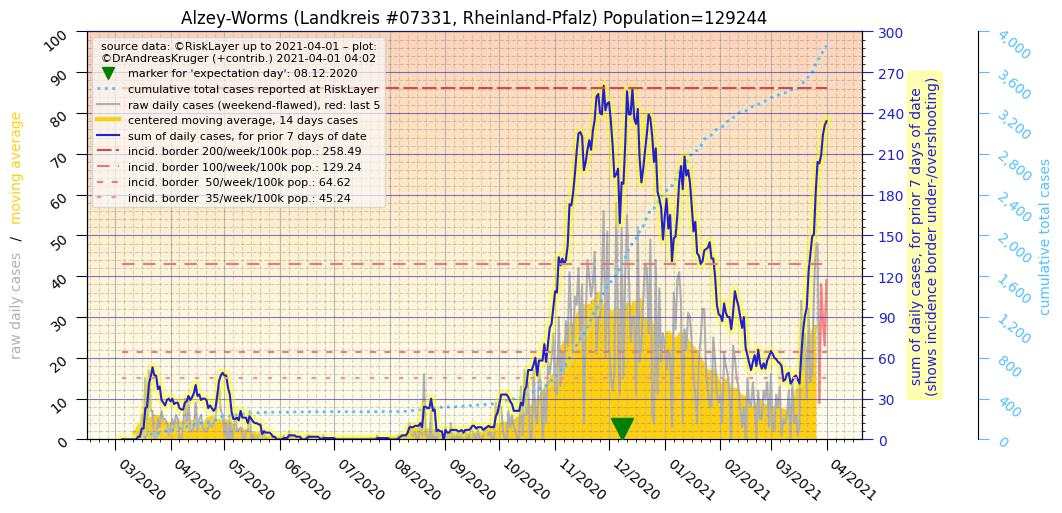 Alzey-Worms (Landkreis #07331, Rheinland-Pfalz) Population=129244
source data: ©RiskLayer up to 2021-04-01 – plot:
©DrAndreasKruger (+contrib.) 2021-04-01 04:02
marker for 'expectation day': 08.12.2020
cumulative total cases reported at RiskLayer
raw daily cases (weekend-flawed), red: last 5
centered moving average, 14 days cases
sum of daily cases, for prior 7 days of date
incid. border 200/week/100k pop.: 258.49
incid. border 100/week/100k pop.: 129.24
incid. border  50/week/100k pop.: 64.62
incid. border  35/week/100k pop.: 45.24
raw daily cases / moving average
100
90
80
70
60
50
40
30
20
10
0
03/2020
04/2020
05/2020
06/2020
07/2020
08/2020
09/2020
10/2020
11/2020
12/2020
01/2021
02/2021
03/2021
04/2021
300
270
240
210
180
150
120
90
60
30
0
sum of daily cases, for prior 7 days of date
(shows incidence border under-/overshooting)
4,000
3,600
3,200
2,800
2,400
2,000
1,600
1,200
800
400
0
cumulative total cases